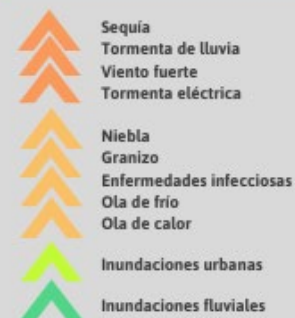 Sequía
Tormenta de lluvia
Viento fuerte
Tormenta eléctrica
Niebla
Granizo
Enfermedades infecciosas
Ola de frío
Ola de calor
Inundaciones urbanas
Inundaciones fluviales